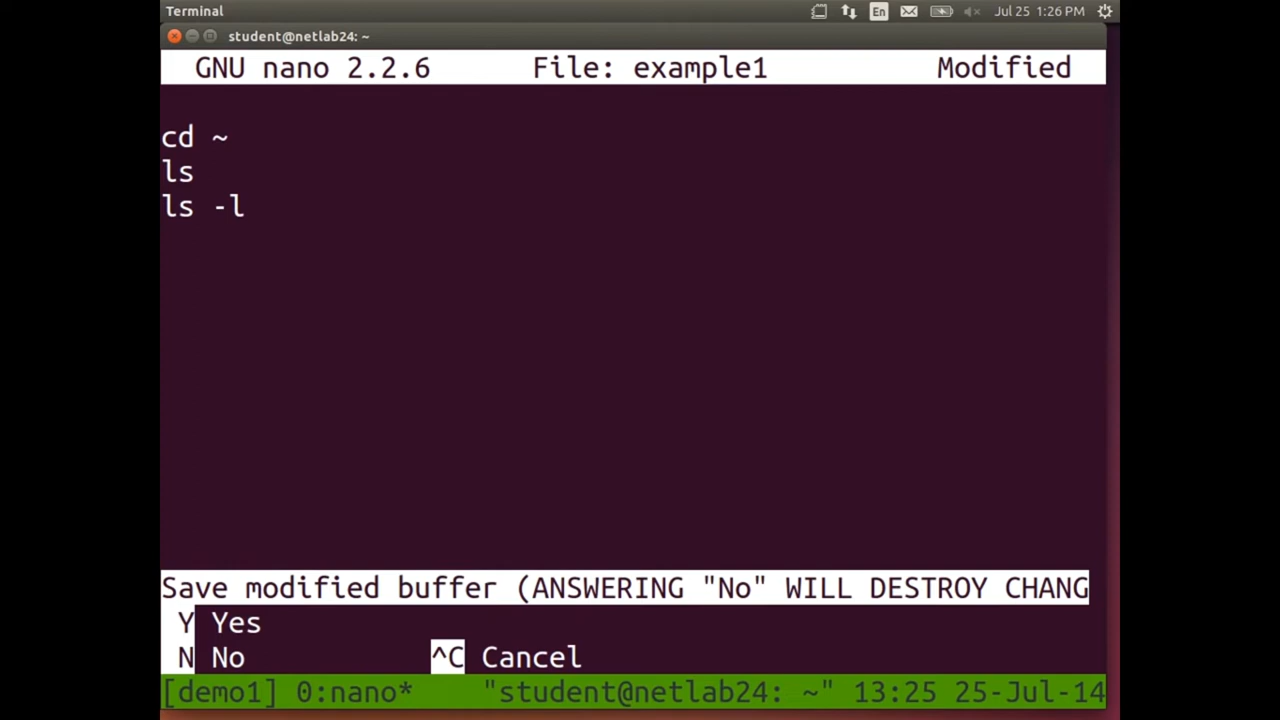 Terminal En Jul 25 1:26 PM
student@netlab24: ~
GNU nano 2.2.6 File: example1 Modified
cd ~
ls
ls -l
Save modified buffer (ANSWERING "No" WILL DESTROY CHANG
Y Yes
N No ^C Cancel
[demo1] 0:nano* "student@netlab24: ~" 13:25 25-Jul-14